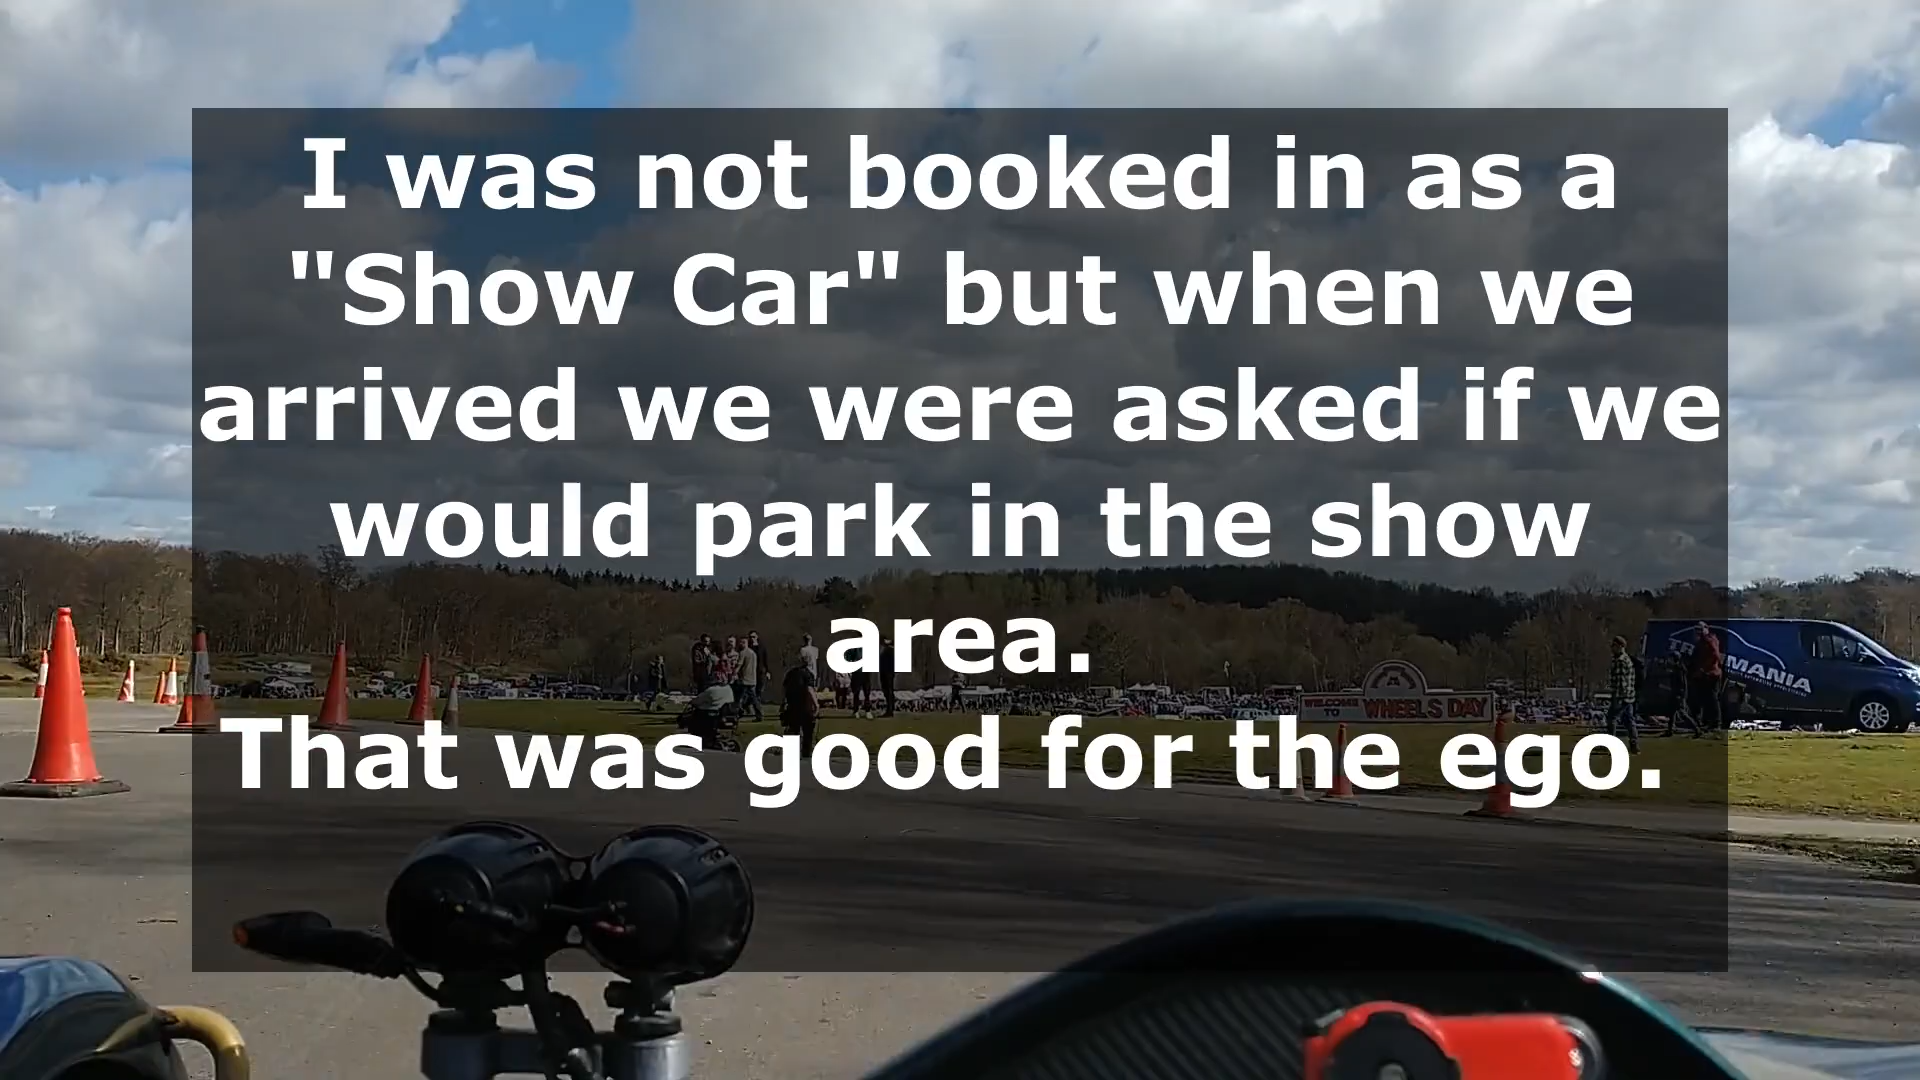 I was not booked in as a
"Show Car" but when we
arrived we were asked if we
would park in the show
area.
That was good for the ego.
WELCOME
TO
WHEELS DAY